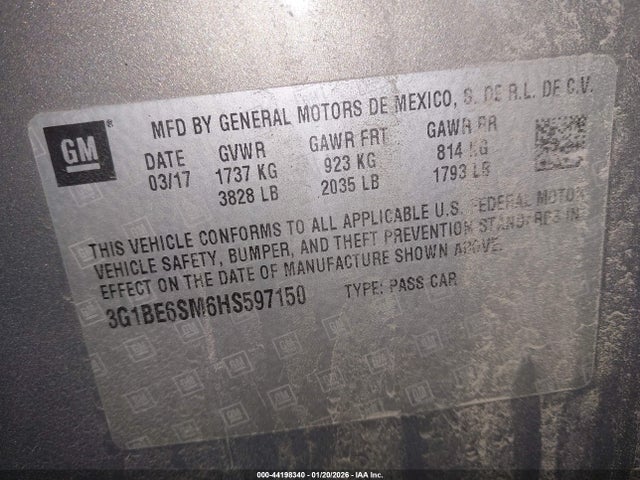 GM ®
MFD BY GENERAL MOTORS DE MEXICO, S. DE R.L. DE C.V.
DATE GVWR GAWR FRT GAWR RR
03/17 1737 KG 923 KG 814 KG
3828 LB 2035 LB 1793 LB
THIS VEHICLE CONFORMS TO ALL APPLICABLE U.S. FEDERAL MOTOR
VEHICLE SAFETY, BUMPER, AND THEFT PREVENTION STANDARDS IN
EFFECT ON THE DATE OF MANUFACTURE SHOWN ABOVE.
3G1BE6SM6HS597150 TYPE: PASS CAR
000-44198340 - 01/20/2026 - IAA Inc.